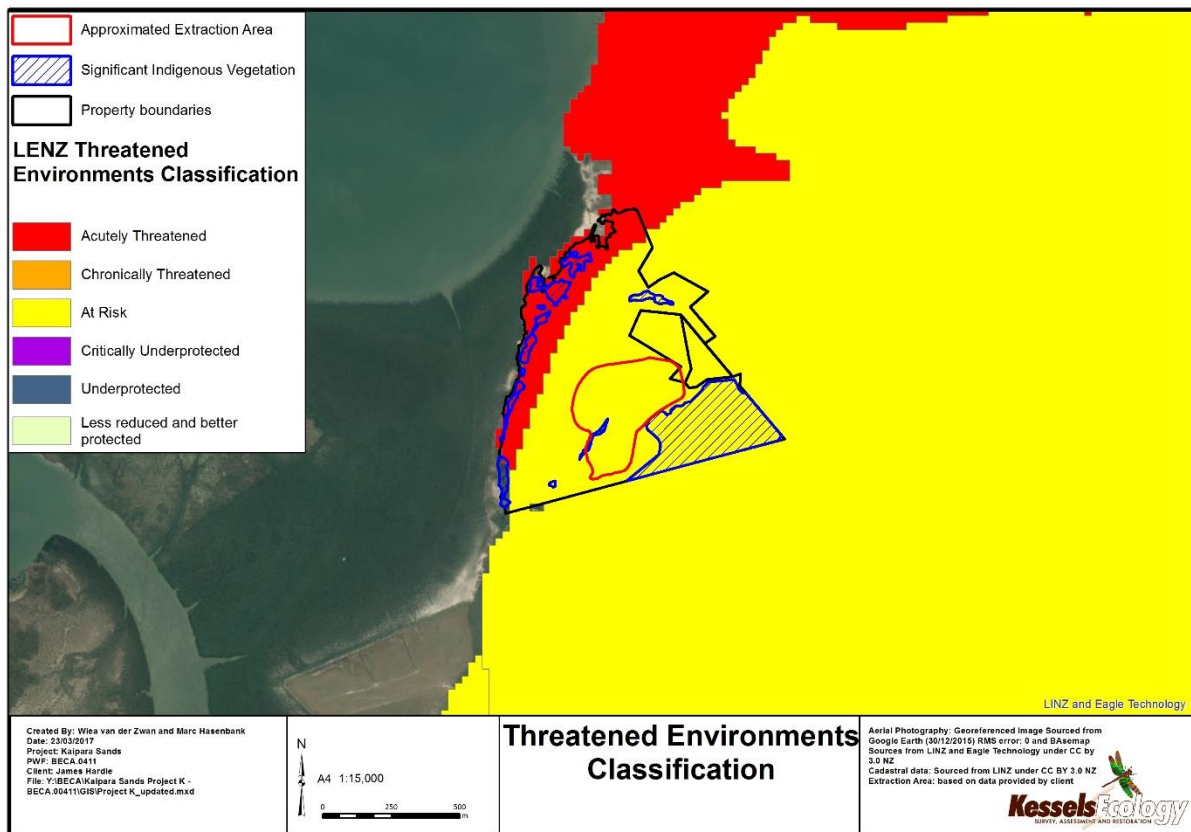 Approximated Extraction Area
Significant Indigenous Vegetation
Property boundaries
LENZ Threatened
Environments Classification
Acutely Threatened
Chronically Threatened
At Risk
Critically Underprotected
Underprotected
Less reduced and better
protected
LINZ and Eagle Technology
Created By: Wiea van der Zwan and Marc Hasenbank
Date: 23/03/2017
Project: Kaipara Sands
PWF: BECA.0411
Client: James Hardie
File: Y:\BECA\Kaipara Sands Project K -
BECA.00411\GIS\Project K_updated.mxd
N
A4 1:15,000
0 250 500
m
Threatened Environments
Classification
Aerial Photography: Georeferenced Image Sourced from
Google Earth (30/12/2015) RMS error: 0 and BAsemap
Sources from LINZ and Eagle Technology under CC by
3.0 NZ
Cadastral data: Sourced from LINZ under CC BY 3.0 NZ
Extraction Area: based on data provided by client
KesselsEcology
SURVEY, ASSESSMENT AND RESTORATION